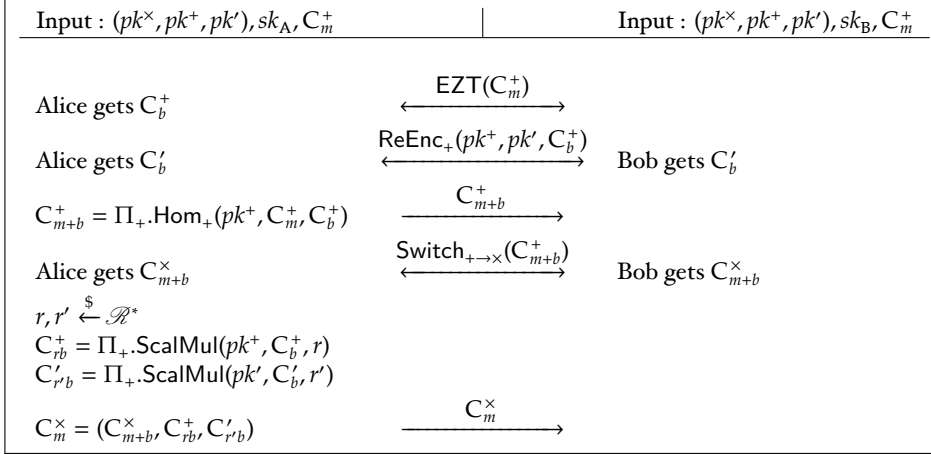 Input : (pk^×, pk^+, pk′), sk_A, C_m^+    Input : (pk^×, pk^+, pk′), sk_B, C_m^+
EZT(C_m^+)
Alice gets C_b^+
ReEnc_+(pk^+, pk′, C_b^+)
Alice gets C′_b    Bob gets C′_b
C_{m+b}^+
C_{m+b}^+ = Π_+.Hom_+(pk^+, C_m^+, C_b^+)
Switch_{+→×}(C_{m+b}^+)
Alice gets C_{m+b}^×    Bob gets C_{m+b}^×
r, r′ ←$ ℛ*
C_{rb}^+ = Π_+.ScalMul(pk^+, C_b^+, r)
C′_{r′b} = Π_+.ScalMul(pk′, C′_b, r′)
C_m^×
C_m^× = (C_{m+b}^×, C_{rb}^+, C′_{r′b})